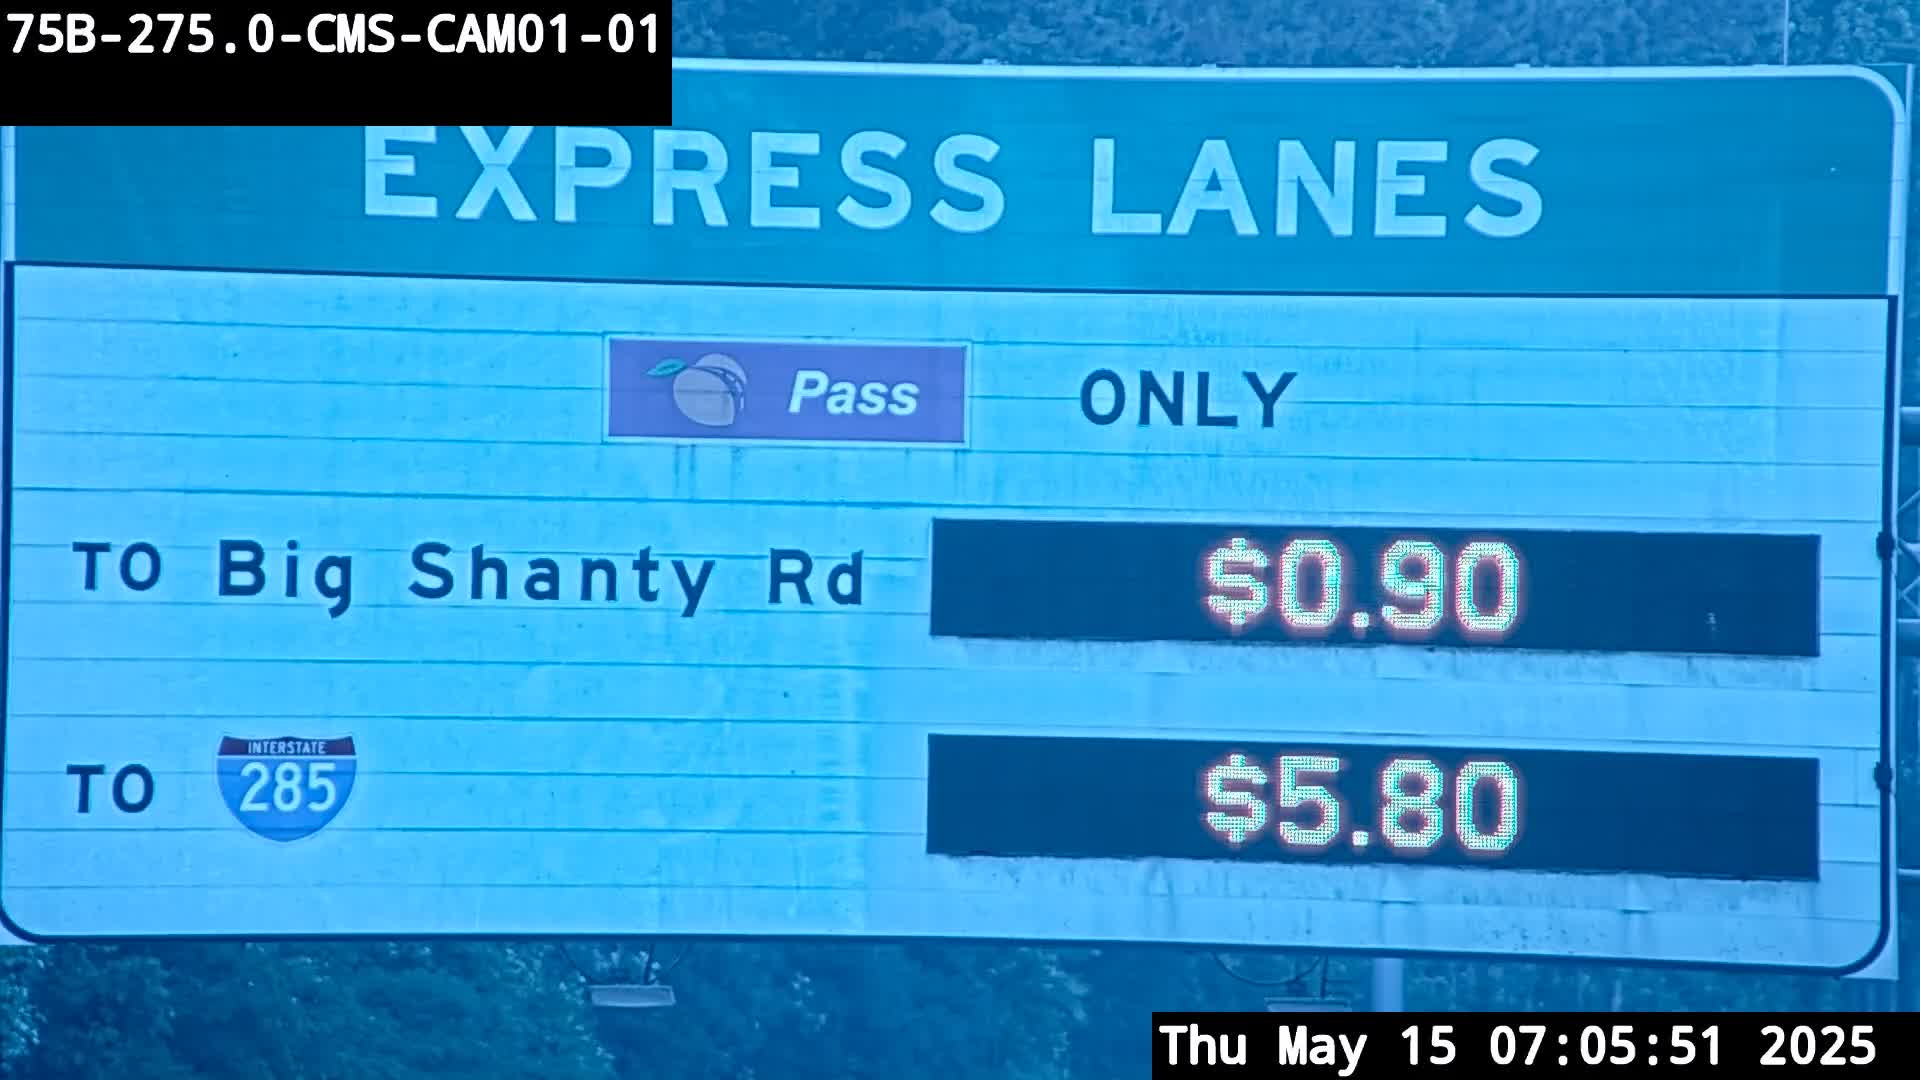 75B-275.0-CMS-CAM01-01
EXPRESS LANES
Pass ONLY
TO Big Shanty Rd $0.90
INTERSTATE
TO 285 $5.80
Thu May 15 07:05:51 2025